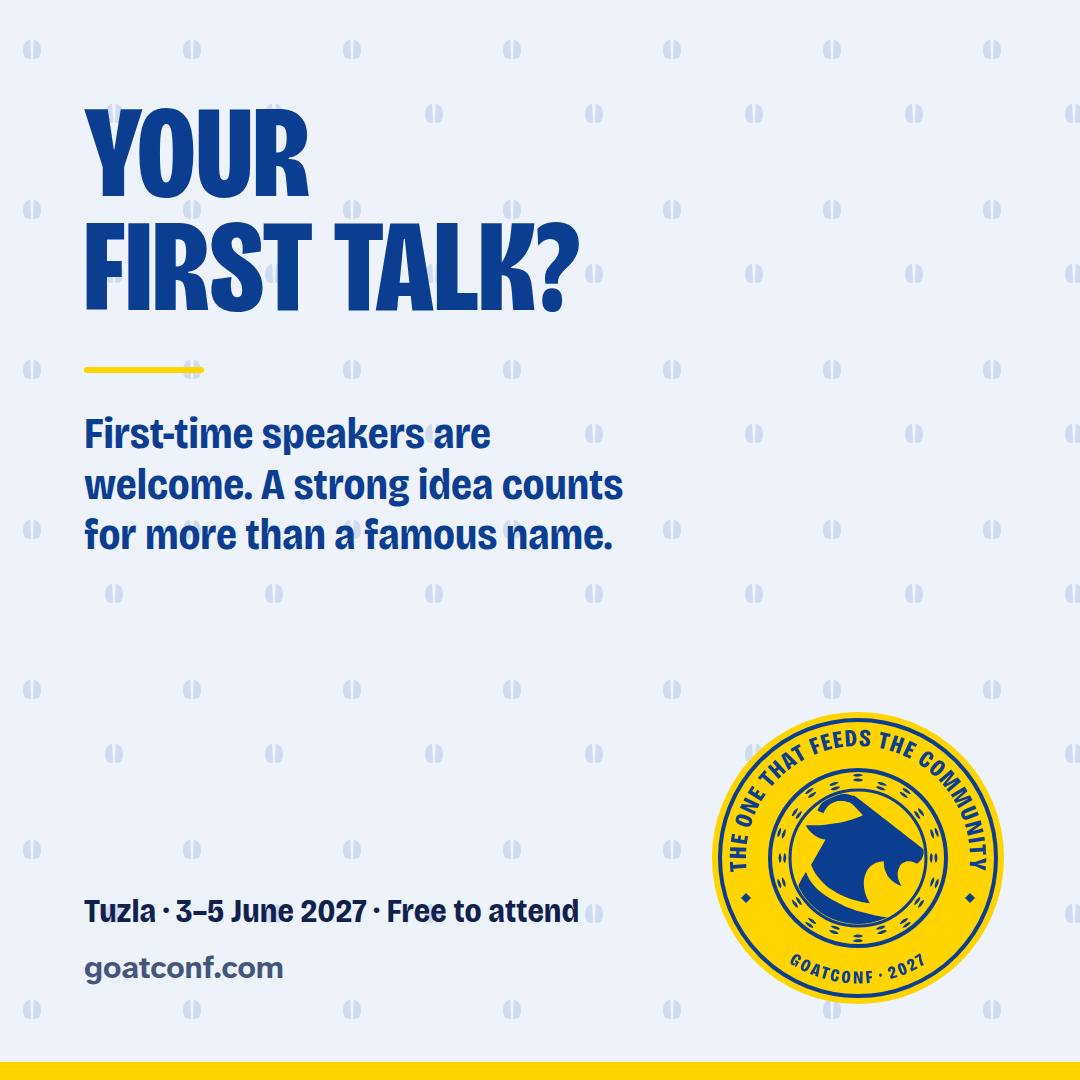 YOUR
FIRST TALK?
First-time speakers are
welcome. A strong idea counts
for more than a famous name.
THE ONE THAT FEEDS THE COMMUNITY
GOATCONF · 2027
Tuzla · 3–5 June 2027 · Free to attend
goatconf.com